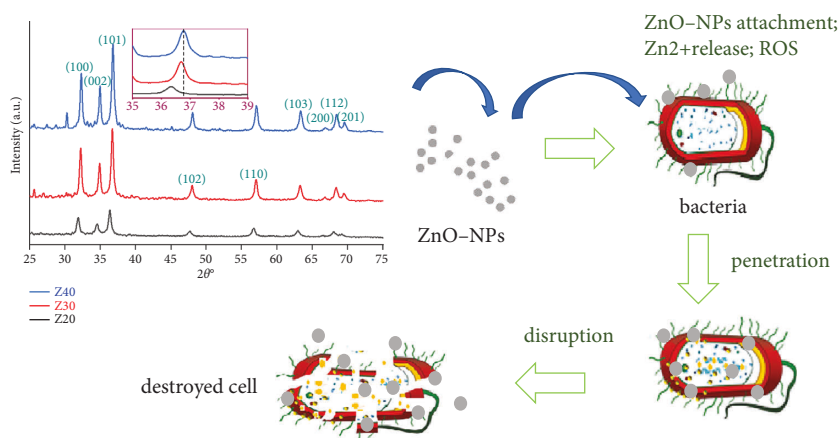 (101)
(100)
(002)
35 36 37 38 39
(103)
(112)
(200)
(201)
(102)
(110)
Intensity (a.u.)
25 30 35 40 45 50 55 60 65 70 75
2θ°
Z40
Z30
Z20
ZnO–NPs
ZnO–NPs attachment;
Zn2+release; ROS
bacteria
penetration
disruption
destroyed cell